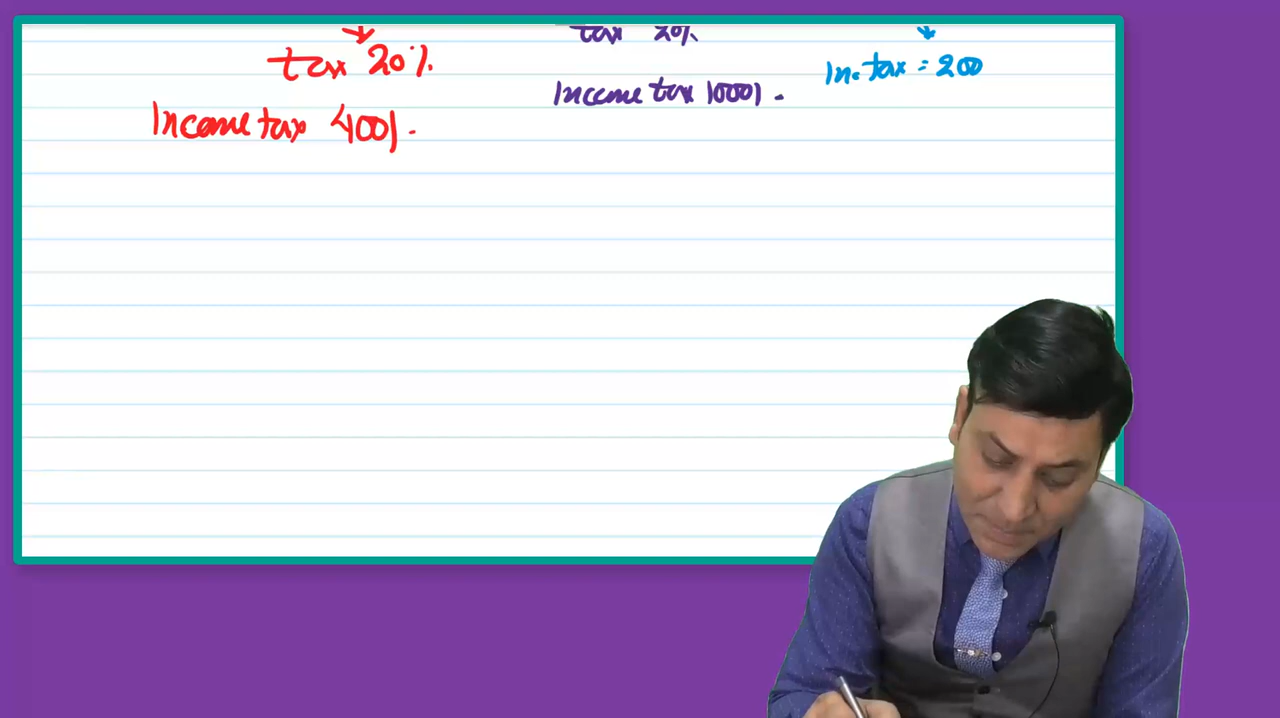 tax 20%.
Income tax 400/-
tax 20%.
Income tax 1000/-
In. tax = 200